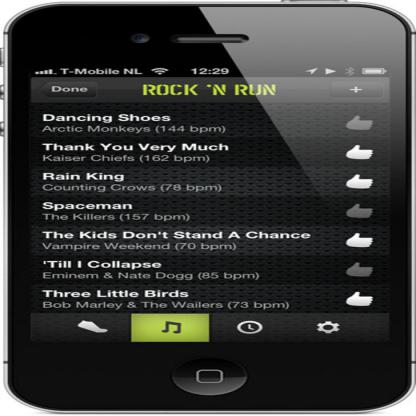 T-Mobile NL 12:29
Done ROCK 'N RUN +
Dancing Shoes
Arctic Monkeys (144 bpm)
Thank You Very Much
Kaiser Chiefs (162 bpm)
Rain King
Counting Crows (78 bpm)
Spaceman
The Killers (157 bpm)
The Kids Don't Stand A Chance
Vampire Weekend (70 bpm)
'Till I Collapse
Eminem & Nate Dogg (85 bpm)
Three Little Birds
Bob Marley & The Wailers (73 bpm)